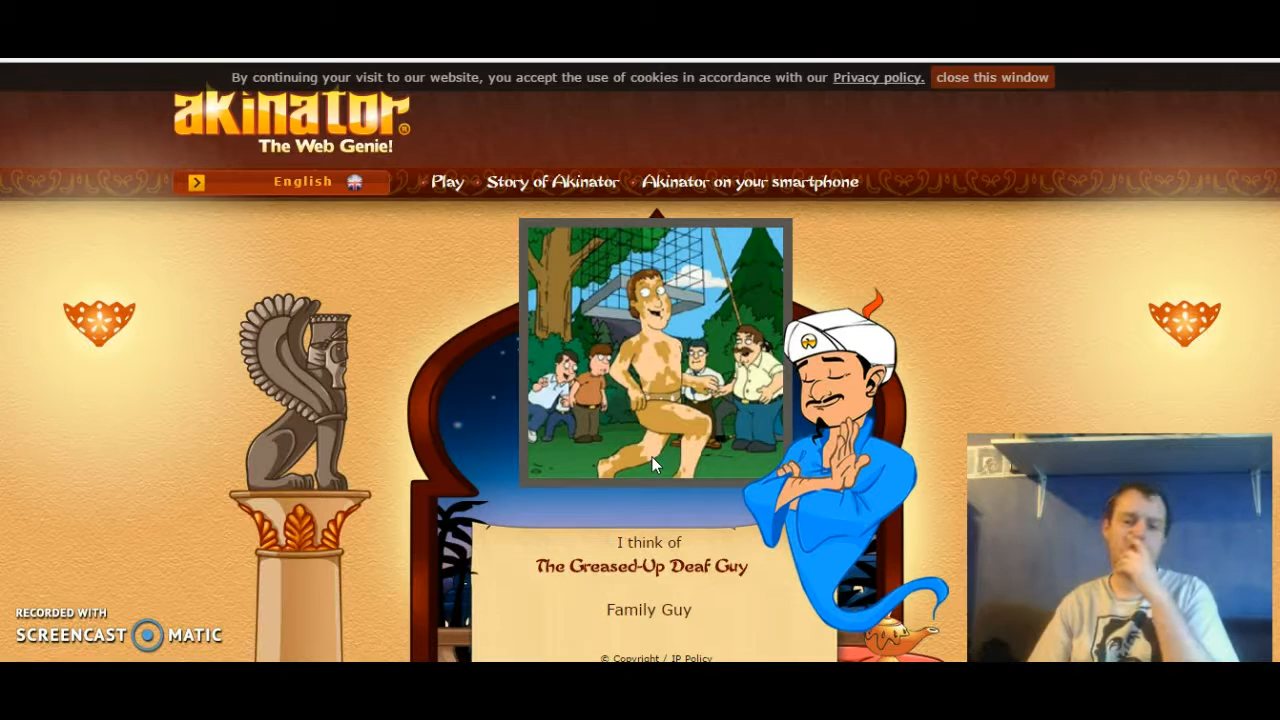 By continuing your visit to our website, you accept the use of cookies in accordance with our Privacy policy. close this window
akinator®
The Web Genie!
English
Play
Story of Akinator
Akinator on your smartphone
I think of
The Greased-Up Deaf Guy
Family Guy
© Copyright / IP Policy
RECORDED WITH
SCREENCAST MATIC